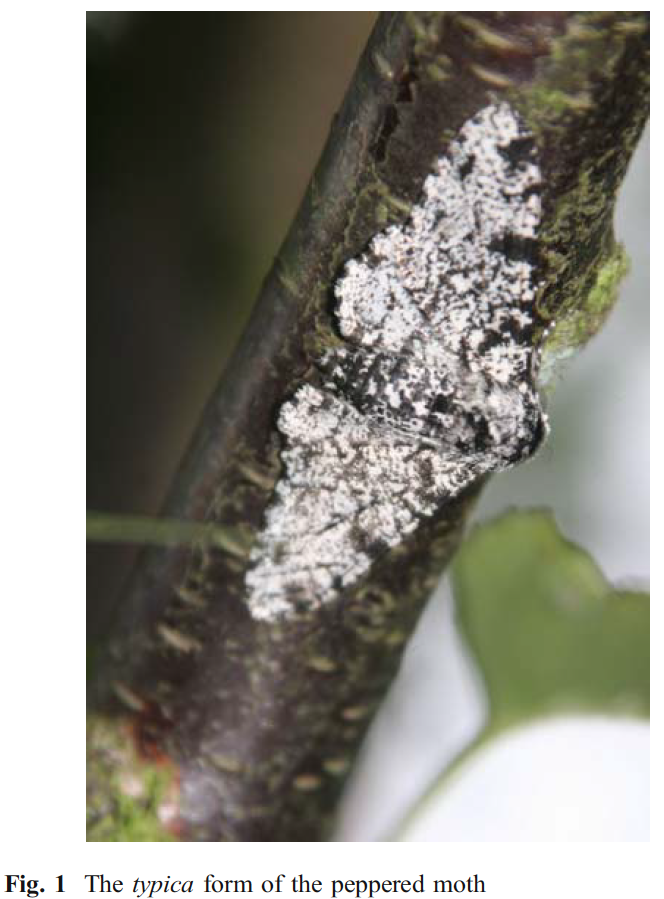 Fig. 1 The typica form of the peppered moth